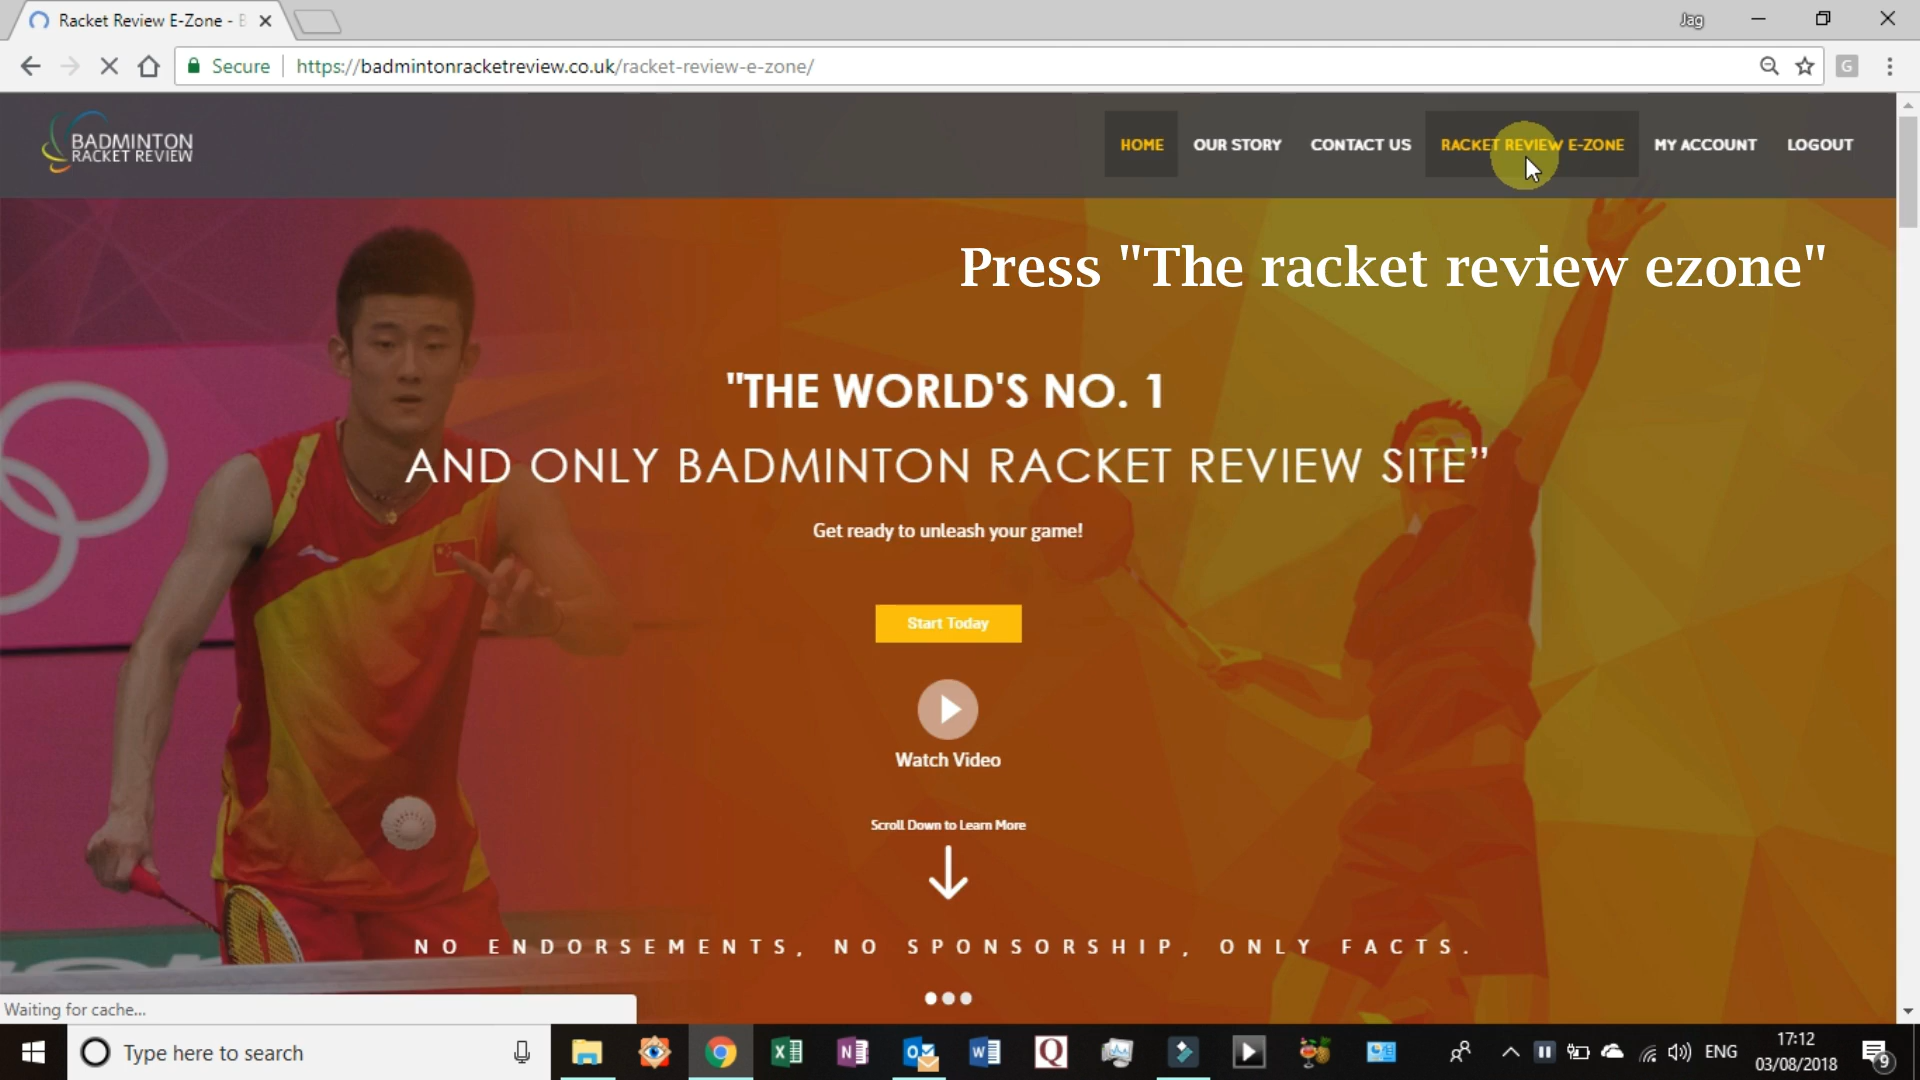 Racket Review E-Zone - B
Jag
Secure
https://badmintonracketreview.co.uk/racket-review-e-zone/
G
BADMINTON
RACKET REVIEW
HOME
OUR STORY
CONTACT US
RACKET REVIEW E-ZONE
MY ACCOUNT
LOGOUT
Press "The racket review ezone"
"THE WORLD'S NO. 1
AND ONLY BADMINTON RACKET REVIEW SITE”
Get ready to unleash your game!
Start Today
Watch Video
Scroll Down to Learn More
NO ENDORSEMENTS, NO SPONSORSHIP, ONLY FACTS.
Waiting for cache...
Type here to search
ENG
17:12
03/08/2018
9